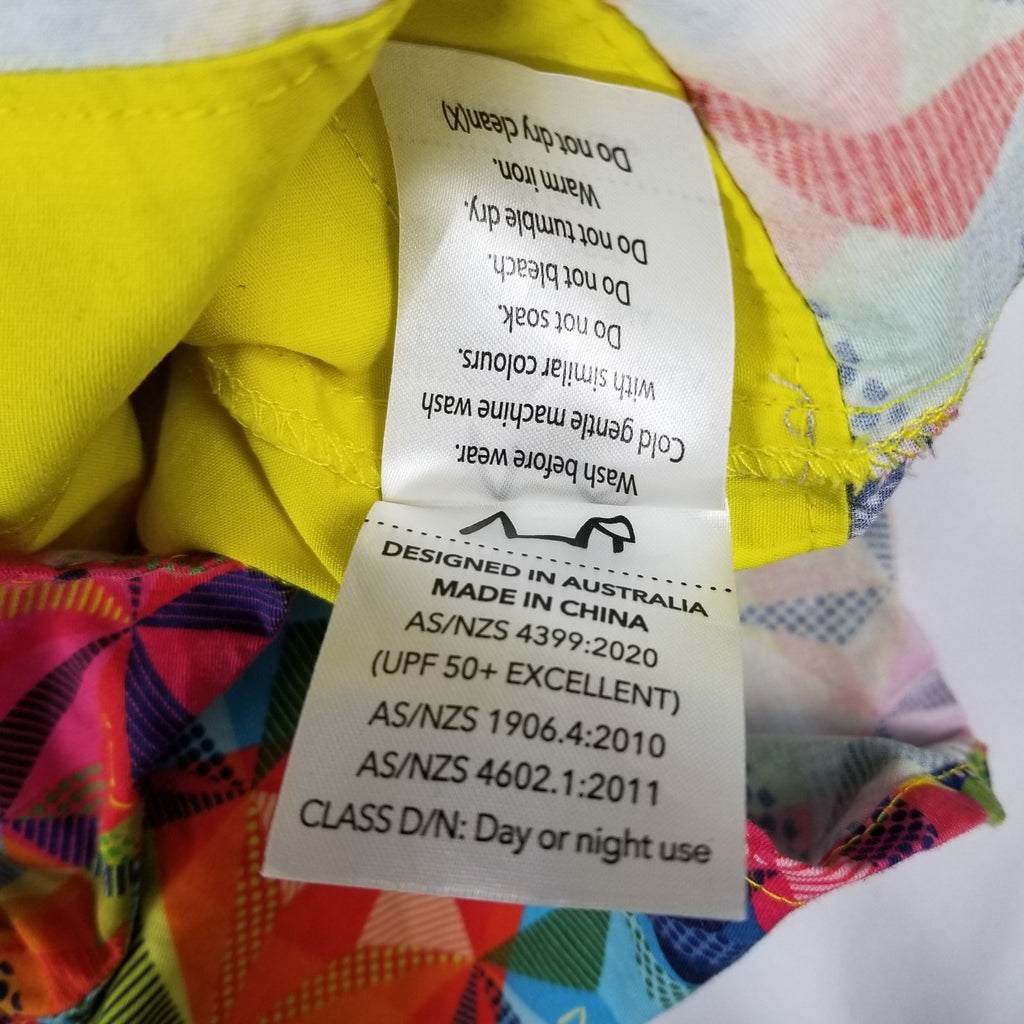 Wash before wear.
Cold gentle machine wash
with similar colours.
Do not soak.
Do not bleach.
Do not tumble dry.
Warm iron.
Do not dry clean(X)
DESIGNED IN AUSTRALIA
MADE IN CHINA
AS/NZS 4399:2020
(UPF 50+ EXCELLENT)
AS/NZS 1906.4:2010
AS/NZS 4602.1:2011
CLASS D/N: Day or night use